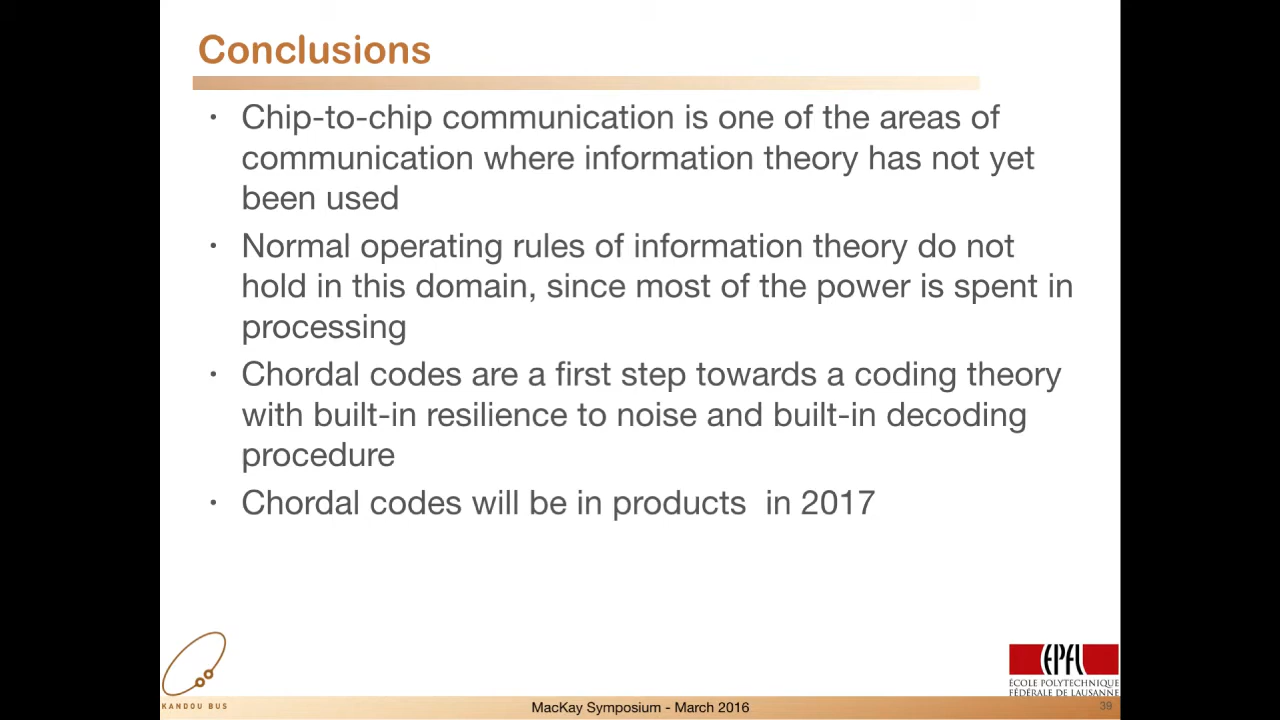 Conclusions
• Chip-to-chip communication is one of the areas of
communication where information theory has not yet
been used
• Normal operating rules of information theory do not
hold in this domain, since most of the power is spent in
processing
• Chordal codes are a first step towards a coding theory
with built-in resilience to noise and built-in decoding
procedure
• Chordal codes will be in products  in 2017
KANDOU BUS
MacKay Symposium - March 2016
EPFL
ÉCOLE POLYTECHNIQUE
FÉDÉRALE DE LAUSANNE
39